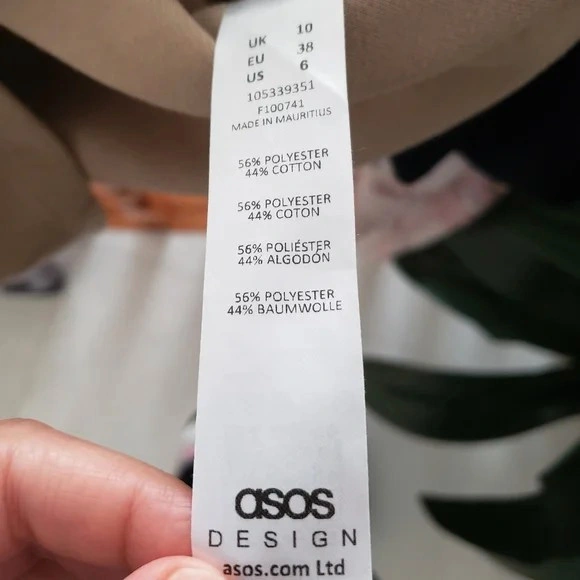 UK 10
EU 38
US 6
105339351
F100741
MADE IN MAURITIUS
56% POLYESTER
44% COTTON
56% POLYESTER
44% COTON
56% POLIÉSTER
44% ALGODÓN
56% POLYESTER
44% BAUMWOLLE
asos
DESIGN
asos.com Ltd